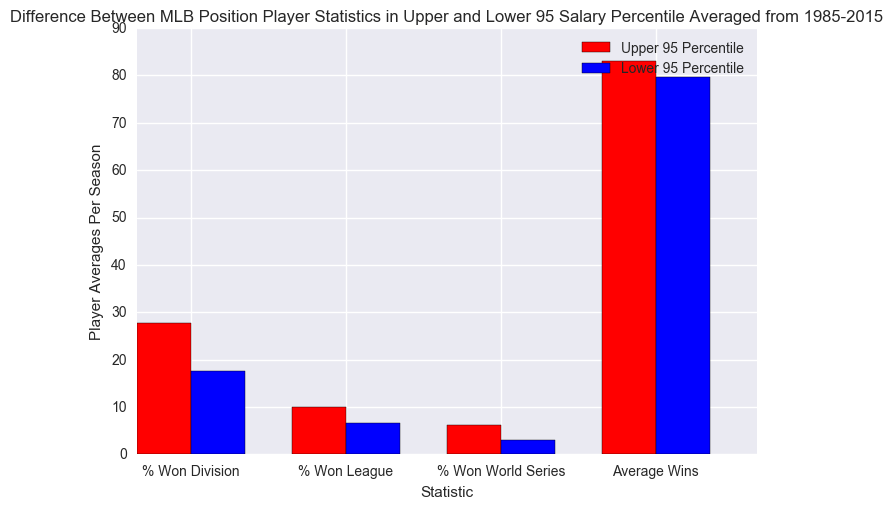 Difference Between MLB Position Player Statistics in Upper and Lower 95 Salary Percentile Averaged from 1985-2015
90
80
70
60
50
40
30
20
10
0
Player Averages Per Season
Upper 95 Percentile
Lower 95 Percentile
% Won Division
% Won League
% Won World Series
Average Wins
Statistic